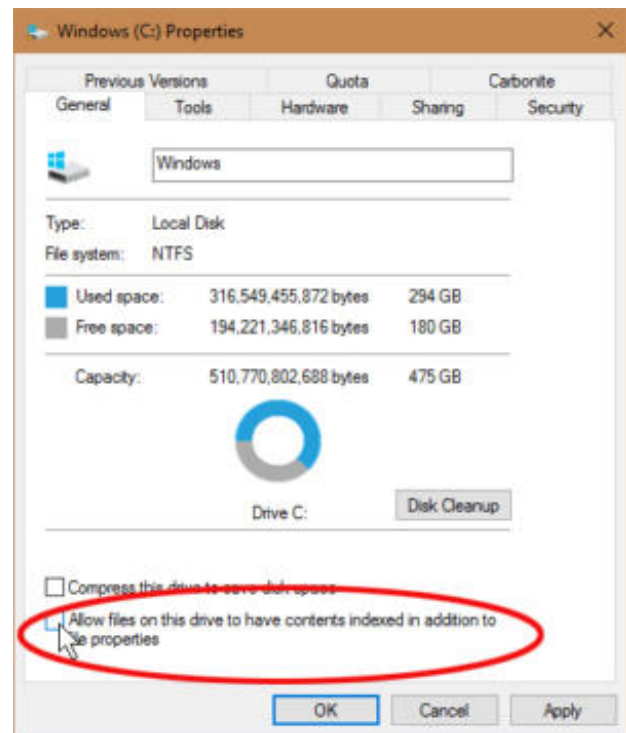 Windows (C:) Properties
Previous Versions Quota Carbonite
General Tools Hardware Sharing Security
Windows
Type: Local Disk
File system: NTFS
Used space: 316,549,455,872 bytes 294 GB
Free space: 194,221,346,816 bytes 180 GB
Capacity: 510,770,802,688 bytes 475 GB
Drive C: Disk Cleanup
Compress this drive to save disk space
Allow files on this drive to have contents indexed in addition to
file properties
OK Cancel Apply